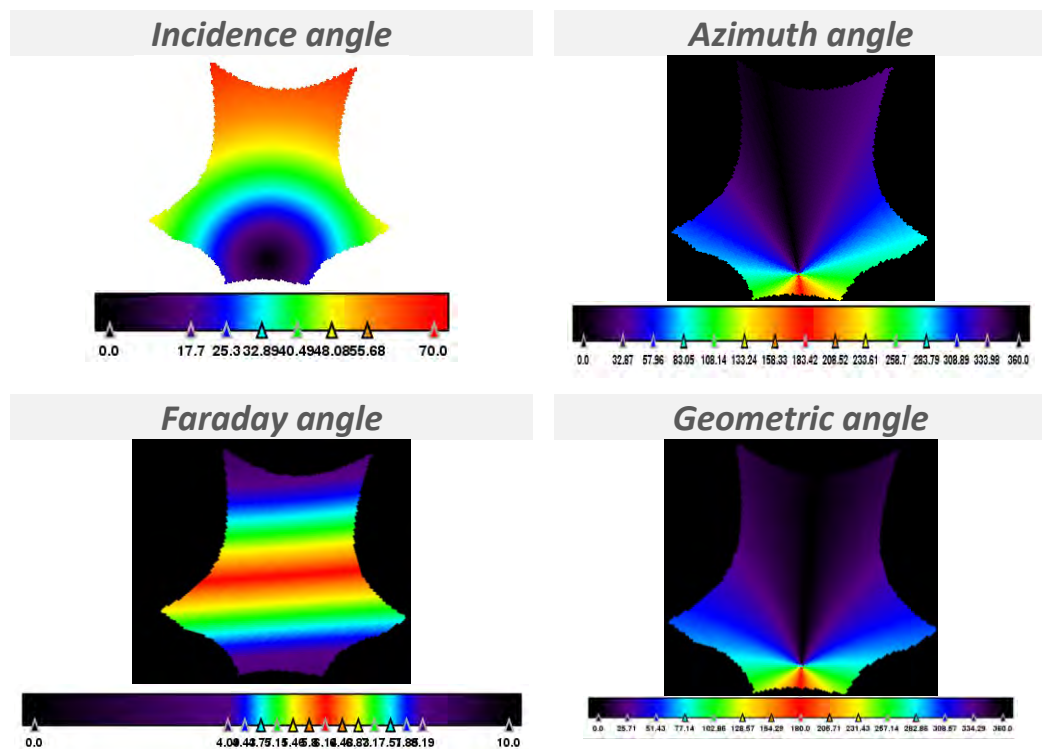 Incidence angle
Azimuth angle
0.0 17.7 25.3 32.89 40.49 48.08 55.68 70.0
0.0 32.87 57.96 83.05 108.14 133.24 158.33 183.42 208.52 233.61 258.7 283.79 308.89 333.98 360.0
Faraday angle
Geometric angle
0.0 10.0
0.0 25.71 51.43 77.14 102.86 128.57 154.29 180.0 205.71 231.43 257.14 282.86 308.57 334.29 360.0